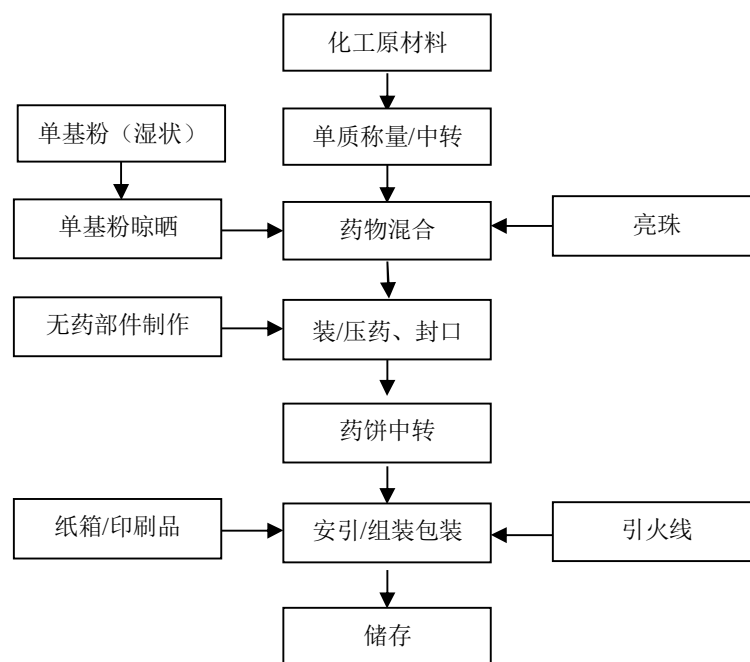 化工原材料
单基粉（湿状）
单质称量/中转
单基粉晾晒
药物混合
亮珠
无药部件制作
装/压药、封口
药饼中转
纸箱/印刷品
安引/组装包装
引火线
储存